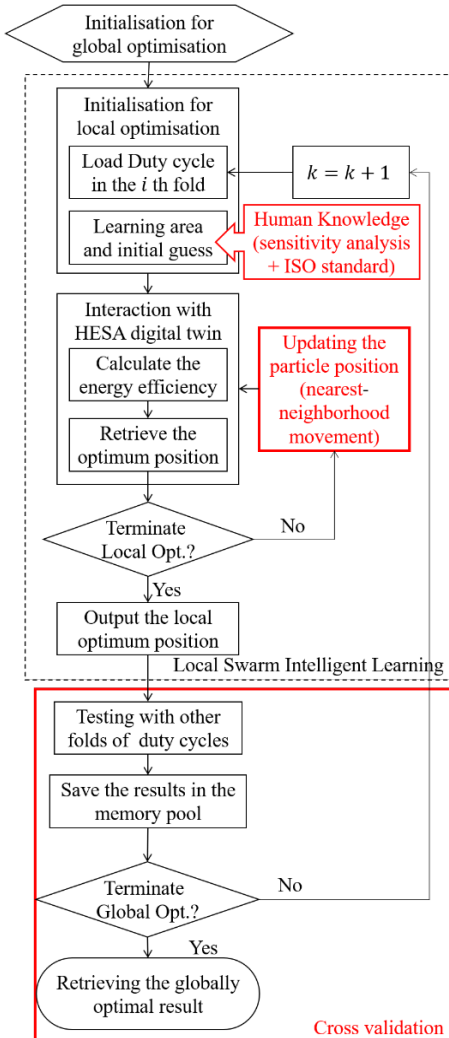 Initialisation for
global optimisation
Initialisation for
local optimisation
Load Duty cycle
in the i th fold
k = k + 1
Learning area
and initial guess
Human Knowledge
(sensitivity analysis
+ ISO standard)
Interaction with
HESA digital twin
Calculate the
energy efficiency
Retrieve the
optimum position
Updating the
particle position
(nearest-
neighborhood
movement)
Terminate
Local Opt.?
No
Yes
Output the local
optimum position
Local Swarm Intelligent Learning
Testing with other
folds of duty cycles
Save the results in the
memory pool
Terminate
Global Opt.?
No
Yes
Retrieving the globally
optimal result
Cross validation